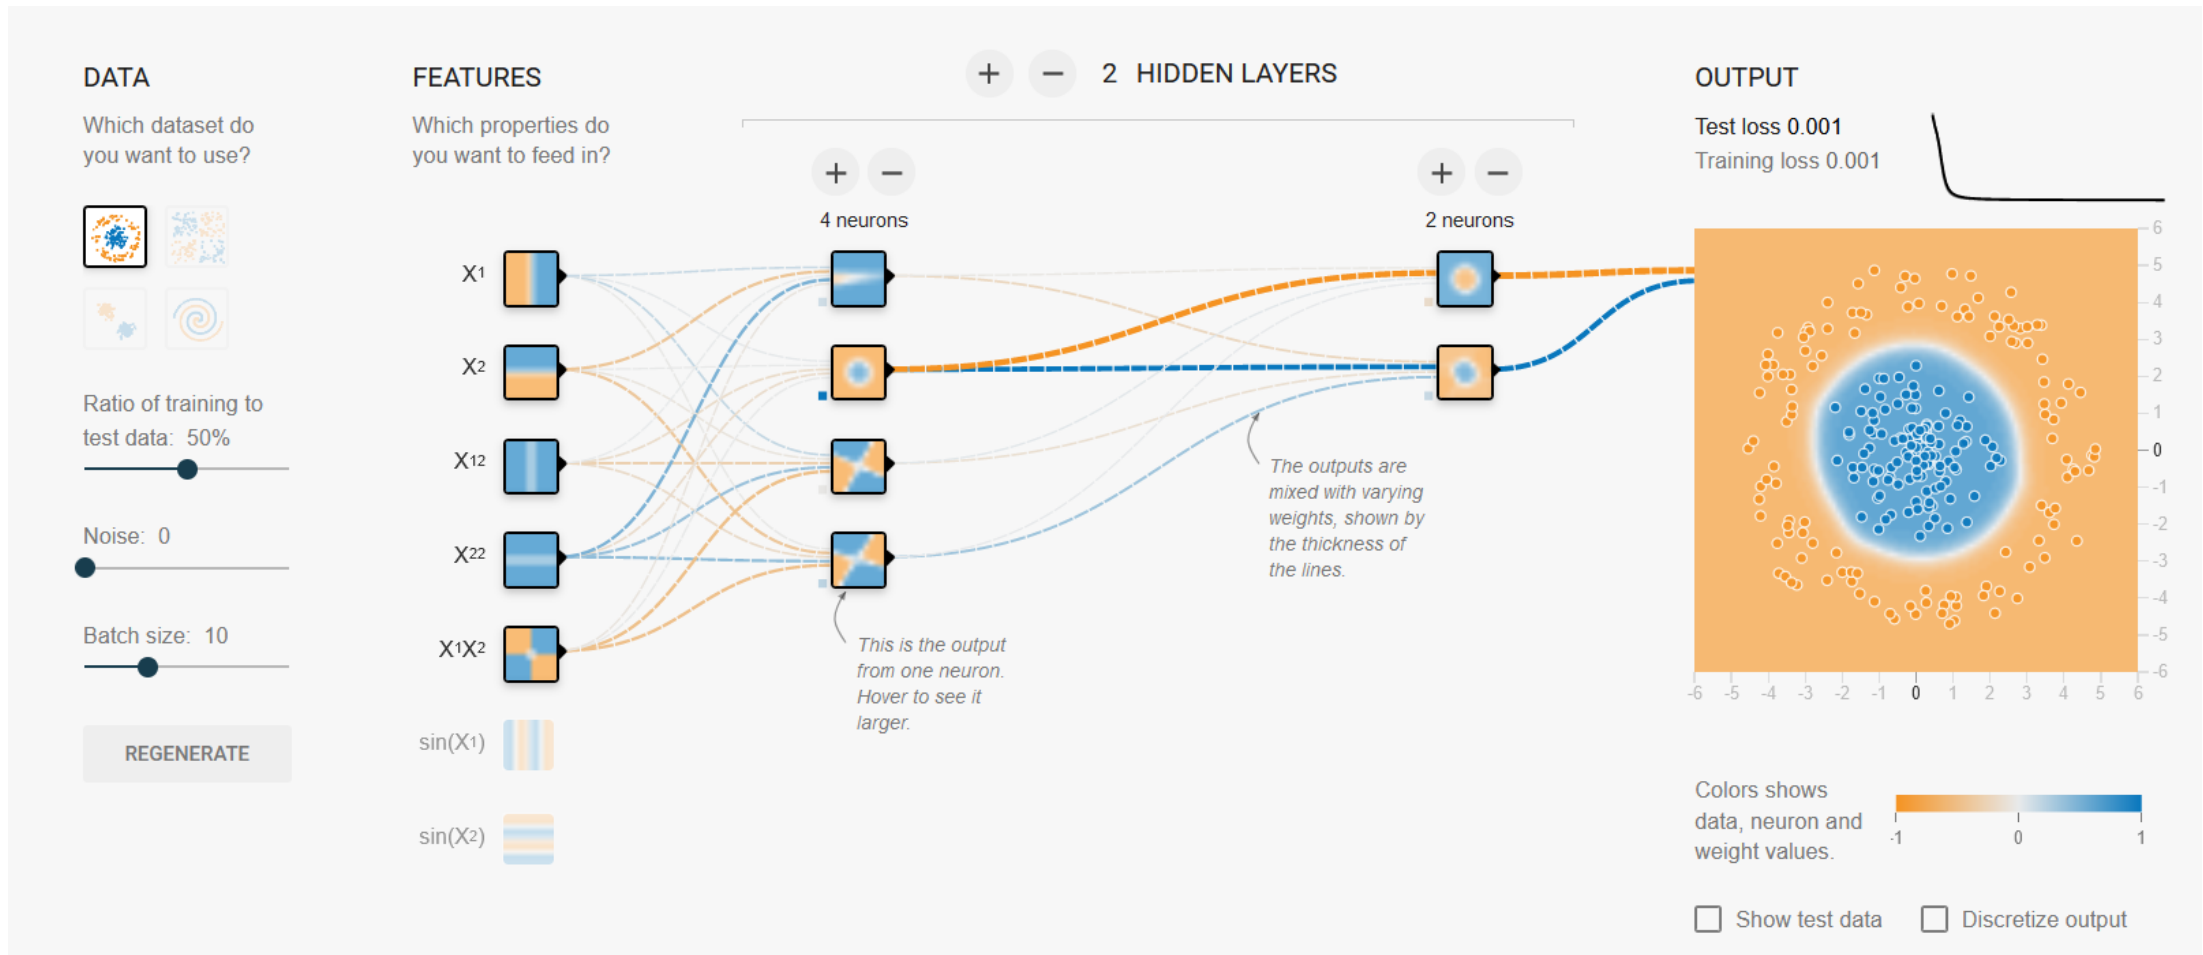 DATA
Which dataset do
you want to use?
Ratio of training to
test data: 50%
Noise: 0
Batch size: 10
REGENERATE
FEATURES
Which properties do
you want to feed in?
X1
X2
X12
X22
X1X2
sin(X1)
sin(X2)
+ − 2 HIDDEN LAYERS
+ −
4 neurons
+ −
2 neurons
This is the output
from one neuron.
Hover to see it
larger.
The outputs are
mixed with varying
weights, shown by
the thickness of
the lines.
OUTPUT
Test loss 0.001
Training loss 0.001
6
5
4
3
2
1
0
-1
-2
-3
-4
-5
-6
-6 -5 -4 -3 -2 -1 0 1 2 3 4 5 6
Colors shows
data, neuron and
weight values.
-1 0 1
Show test data
Discretize output